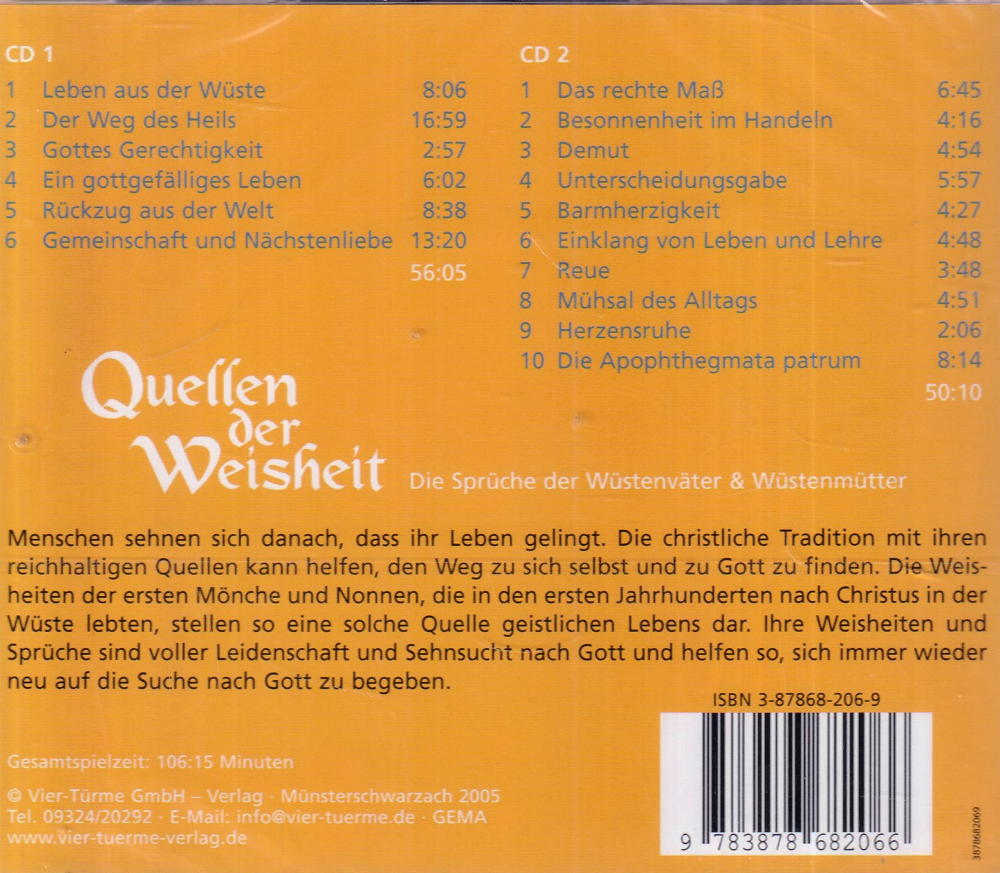 CD 1
1 Leben aus der Wüste 8:06
2 Der Weg des Heils 16:59
3 Gottes Gerechtigkeit 2:57
4 Ein gottgefälliges Leben 6:02
5 Rückzug aus der Welt 8:38
6 Gemeinschaft und Nächstenliebe 13:20
56:05
CD 2
1 Das rechte Maß 6:45
2 Besonnenheit im Handeln 4:16
3 Demut 4:54
4 Unterscheidungsgabe 5:57
5 Barmherzigkeit 4:27
6 Einklang von Leben und Lehre 4:48
7 Reue 3:48
8 Mühsal des Alltags 4:51
9 Herzensruhe 2:06
10 Die Apophthegmata patrum 8:14
50:10
Quellen
der
Weisheit
Die Sprüche der Wüstenväter & Wüstenmütter
Menschen sehnen sich danach, dass ihr Leben gelingt. Die christliche Tradition mit ihren
reichhaltigen Quellen kann helfen, den Weg zu sich selbst und zu Gott zu finden. Die Weis-
heiten der ersten Mönche und Nonnen, die in den ersten Jahrhunderten nach Christus in der
Wüste lebten, stellen so eine solche Quelle geistlichen Lebens dar. Ihre Weisheiten und
Sprüche sind voller Leidenschaft und Sehnsucht nach Gott und helfen so, sich immer wieder
neu auf die Suche nach Gott zu begeben.
ISBN 3-87868-206-9
9 783878 682066
3878682069
Gesamtspielzeit: 106:15 Minuten
© Vier-Türme GmbH – Verlag · Münsterschwarzach 2005
Tel. 09324/20292 · E-Mail: info@vier-tuerme.de · GEMA
www.vier-tuerme-verlag.de